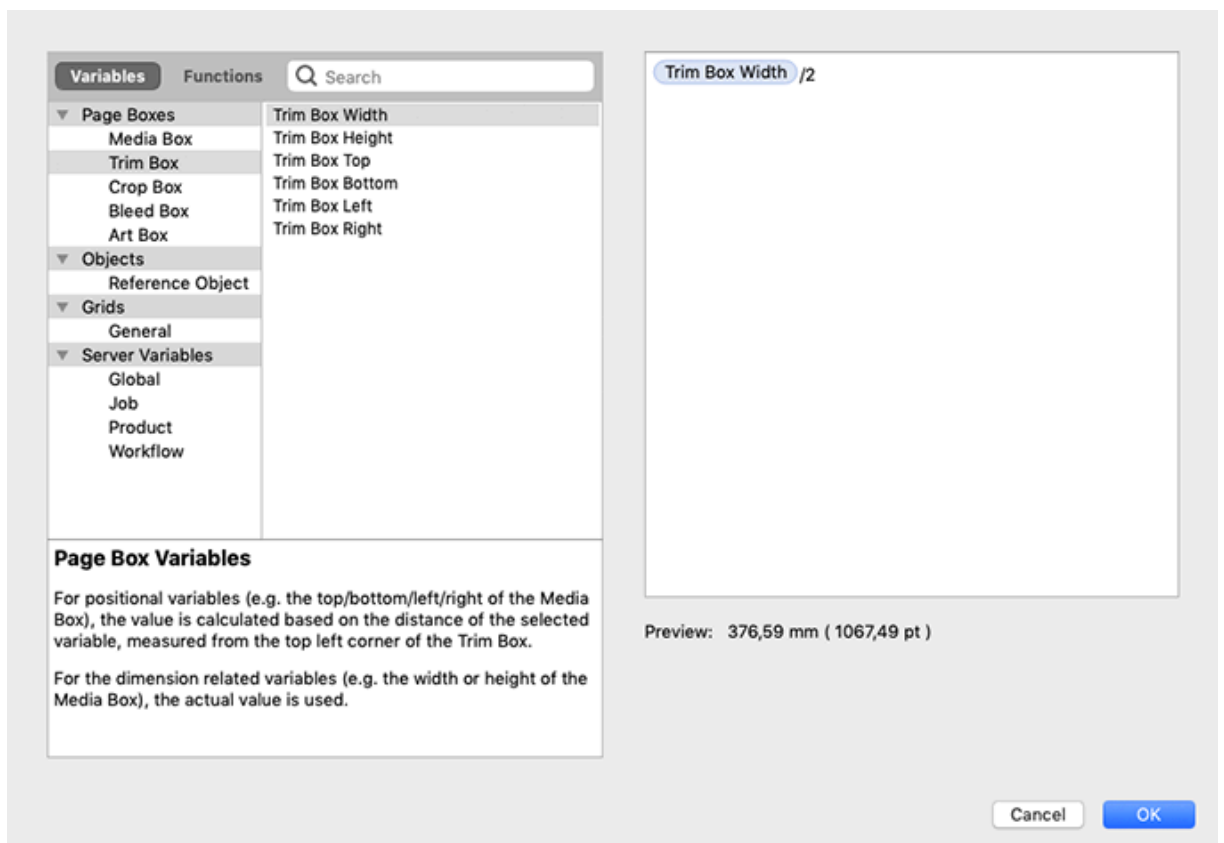 Variables Functions Search
Page Boxes
Media Box
Trim Box
Crop Box
Bleed Box
Art Box
Objects
Reference Object
Grids
General
Server Variables
Global
Job
Product
Workflow
Trim Box Width
Trim Box Height
Trim Box Top
Trim Box Bottom
Trim Box Left
Trim Box Right
Page Box Variables
For positional variables (e.g. the top/bottom/left/right of the Media
Box), the value is calculated based on the distance of the selected
variable, measured from the top left corner of the Trim Box.
For the dimension related variables (e.g. the width or height of the
Media Box), the actual value is used.
Trim Box Width /2
Preview: 376,59 mm ( 1067,49 pt )
Cancel OK